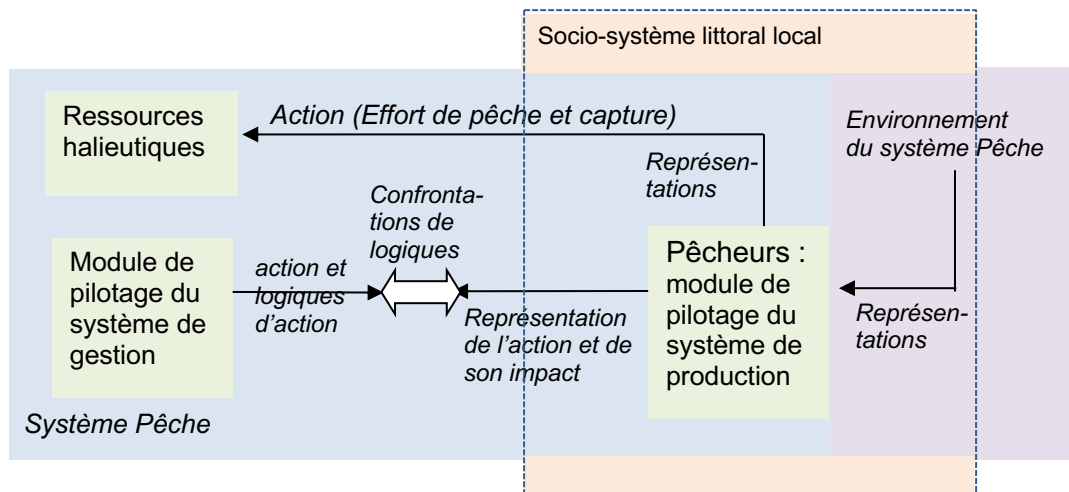 Socio-système littoral local
Ressources
halieutiques
Action (Effort de pêche et capture)
Environnement
du système Pêche
Représen-
tations
Confronta-
tions de
logiques
Module de
pilotage du
système de
gestion
action et
logiques
d’action
Représentation
de l’action et de
son impact
Pêcheurs :
module de
pilotage du
système de
production
Représen-
tations
Système Pêche